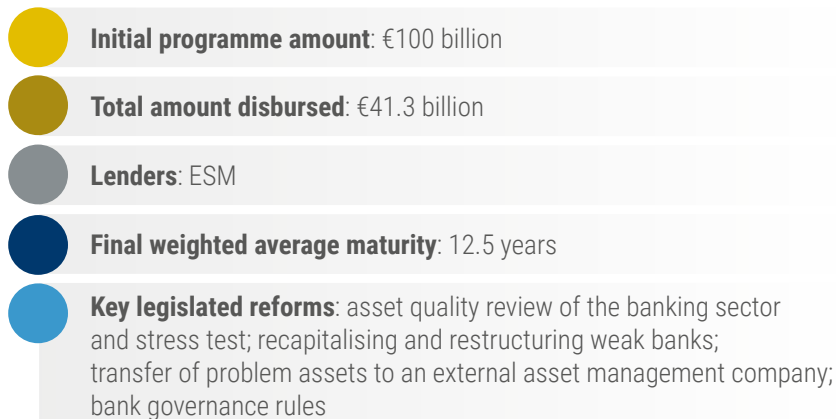 Initial programme amount: €100 billion
Total amount disbursed: €41.3 billion
Lenders: ESM
Final weighted average maturity: 12.5 years
Key legislated reforms: asset quality review of the banking sector
and stress test; recapitalising and restructuring weak banks;
transfer of problem assets to an external asset management company;
bank governance rules